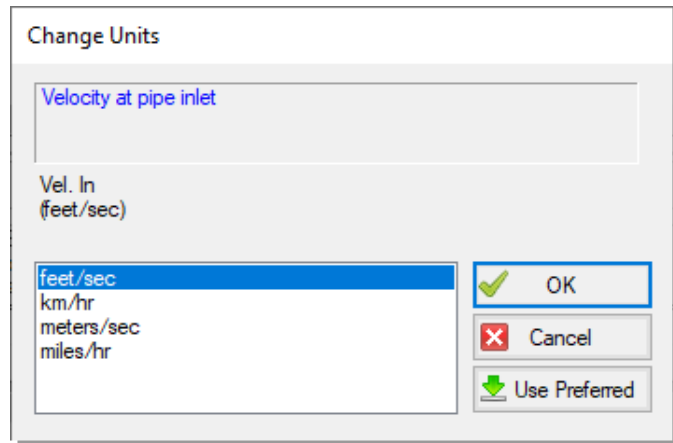 Change Units
Velocity at pipe inlet
Vel. In
(feet/sec)
feet/sec
km/hr
meters/sec
miles/hr
OK
Cancel
Use Preferred